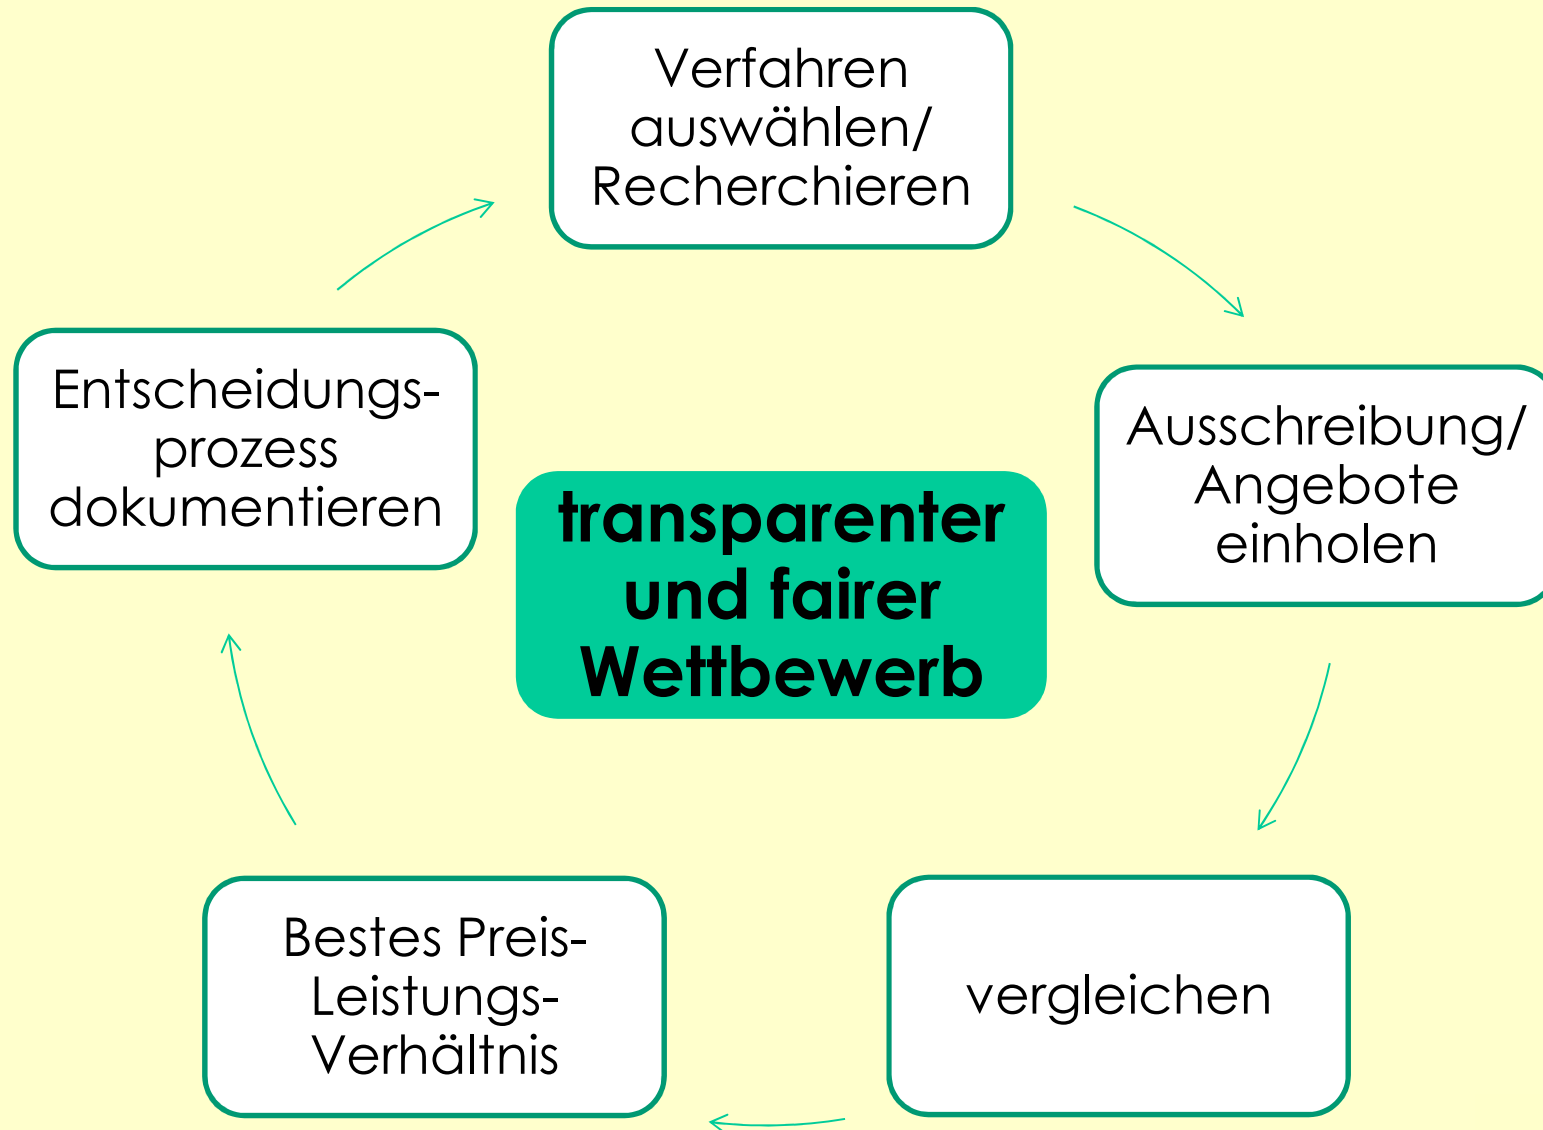 Verfahren
auswählen/
Recherchieren
Ausschreibung/
Angebote
einholen
vergleichen
Bestes Preis-
Leistungs-
Verhältnis
Entscheidungs-
prozess
dokumentieren
transparenter
und fairer
Wettbewerb